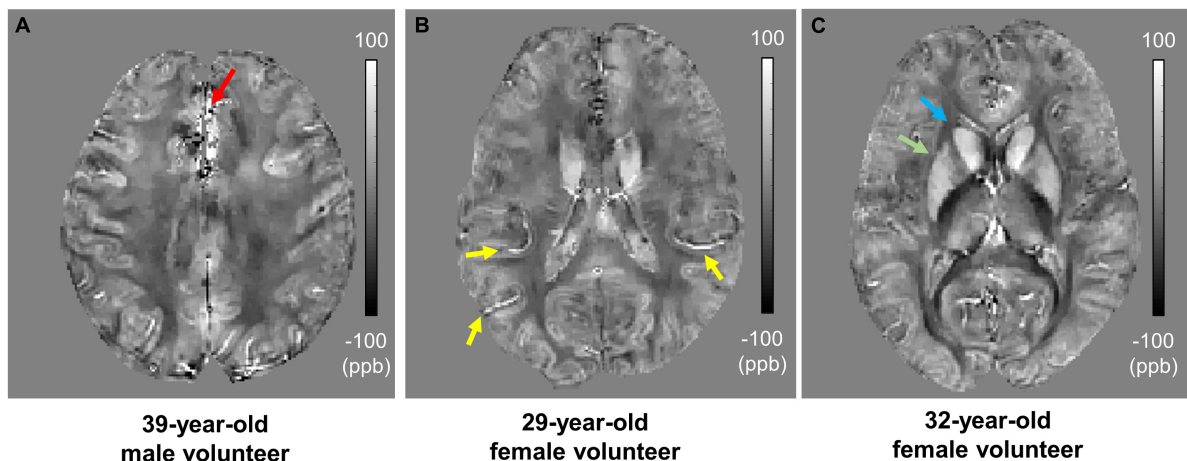 A
100
-100
(ppb)
B
100
-100
(ppb)
C
100
-100
(ppb)
39-year-old
male volunteer
29-year-old
female volunteer
32-year-old
female volunteer